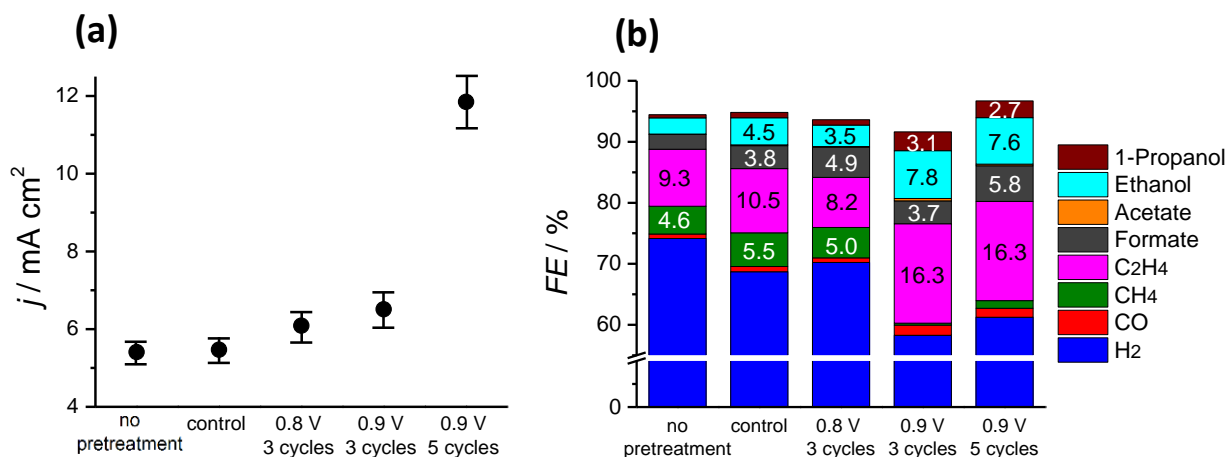 (a)
j / mA cm²
12
10
8
6
4
no
pretreatment
control
0.8 V
3 cycles
0.9 V
3 cycles
0.9 V
5 cycles
(b)
FE / %
100
90
80
70
60
0
9.3
4.6
4.5
3.8
10.5
5.5
3.5
4.9
8.2
5.0
3.1
7.8
3.7
16.3
2.7
7.6
5.8
16.3
no
pretreatment
control
0.8 V
3 cycles
0.9 V
3 cycles
0.9 V
5 cycles
1-Propanol
Ethanol
Acetate
Formate
C2H4
CH4
CO
H2